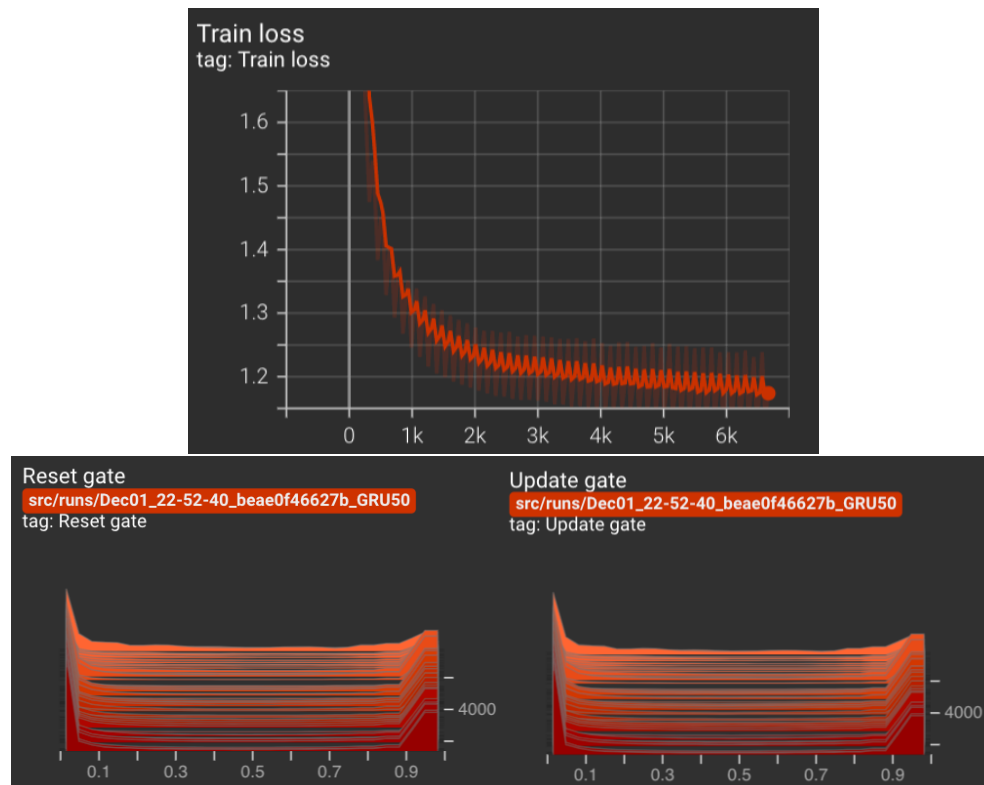 Train loss
tag: Train loss
1.6
1.5
1.4
1.3
1.2
0 1k 2k 3k 4k 5k 6k
Reset gate
src/runs/Dec01_22-52-40_beae0f46627b_GRU50
tag: Reset gate
4000
0.1 0.3 0.5 0.7 0.9
Update gate
src/runs/Dec01_22-52-40_beae0f46627b_GRU50
tag: Update gate
4000
0.1 0.3 0.5 0.7 0.9